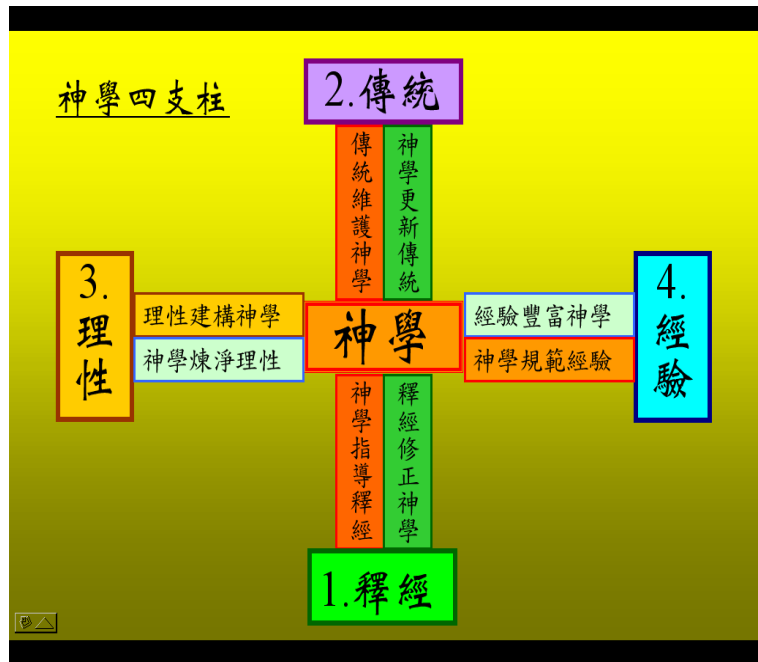 神學四支柱
2.傳統
傳統維護神學
神學更新傳統
3.理性
理性建構神學
神學煉淨理性
神學
經驗豐富神學
神學規範經驗
4.經驗
神學指導釋經
釋經修正神學
1.釋經